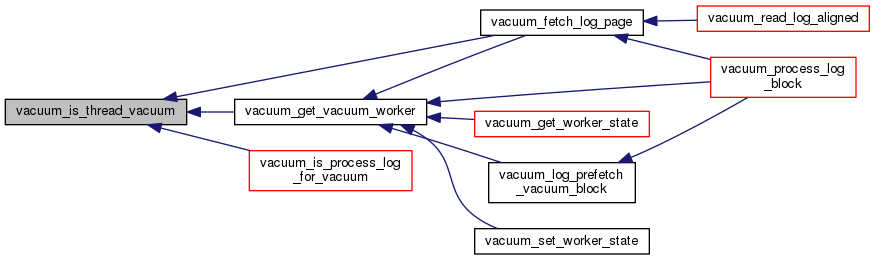 vacuum_fetch_log_page
vacuum_read_log_aligned
vacuum_process_log
_block
vacuum_is_thread_vacuum
vacuum_get_vacuum_worker
vacuum_get_worker_state
vacuum_is_process_log
_for_vacuum
vacuum_log_prefetch
_vacuum_block
vacuum_set_worker_state